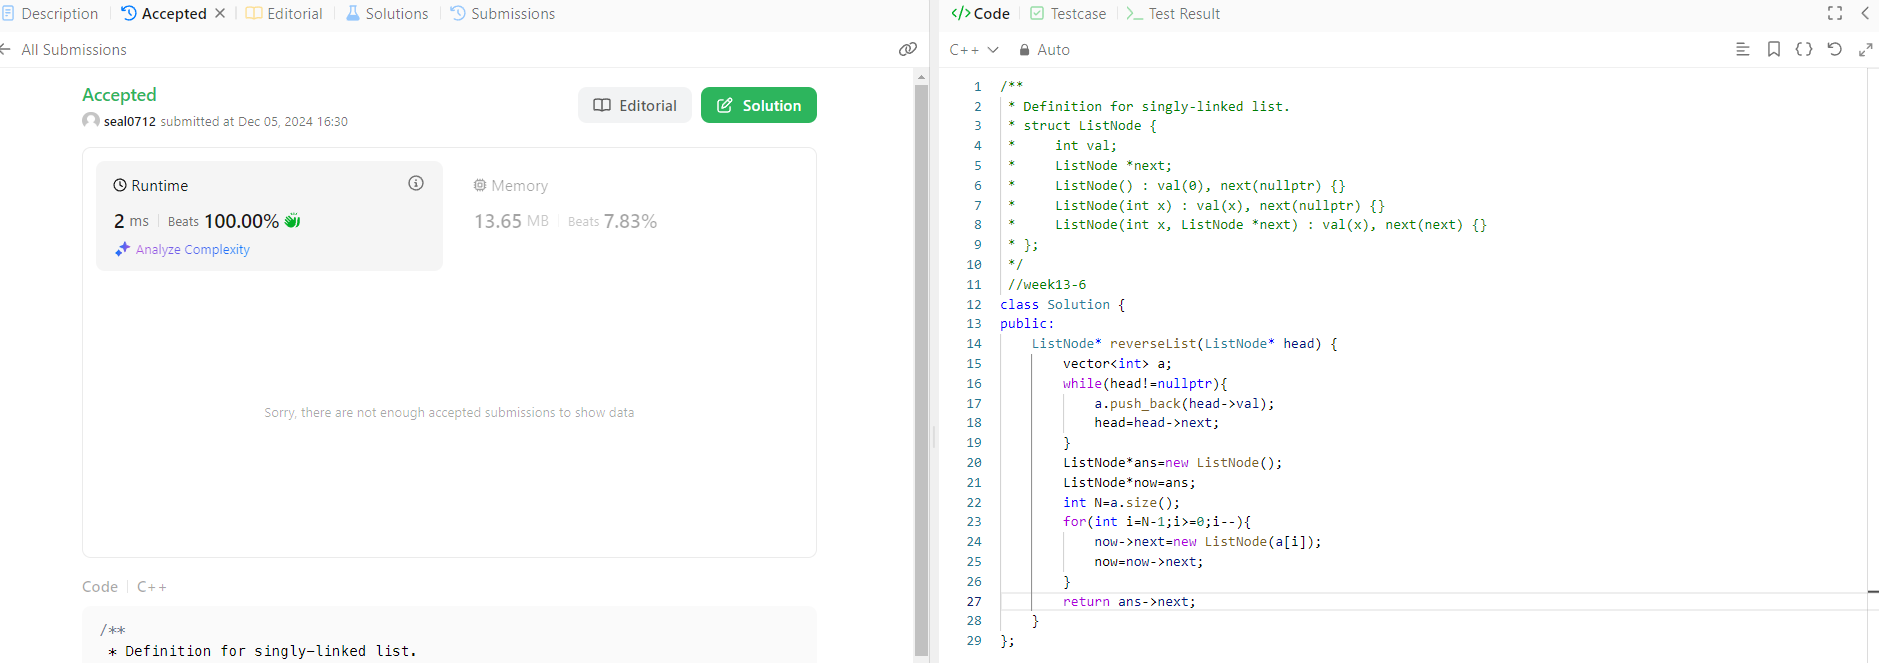 Description
Accepted
Editorial
Solutions
Submissions
All Submissions
Accepted
seal0712 submitted at Dec 05, 2024 16:30
Editorial
Solution
Runtime
2 ms
Beats 100.00%
Analyze Complexity
Memory
13.65 MB
Beats 7.83%
Sorry, there are not enough accepted submissions to show data
Code
C++
/**
 * Definition for singly-linked list.
Code
Testcase
Test Result
C++
Auto
1 /**
2  * Definition for singly-linked list.
3  * struct ListNode {
4  *     int val;
5  *     ListNode *next;
6  *     ListNode() : val(0), next(nullptr) {}
7  *     ListNode(int x) : val(x), next(nullptr) {}
8  *     ListNode(int x, ListNode *next) : val(x), next(next) {}
9  * };
10  */
11  //week13-6
12 class Solution {
13 public:
14     ListNode* reverseList(ListNode* head) {
15         vector<int> a;
16         while(head!=nullptr){
17             a.push_back(head->val);
18             head=head->next;
19         }
20         ListNode*ans=new ListNode();
21         ListNode*now=ans;
22         int N=a.size();
23         for(int i=N-1;i>=0;i--){
24             now->next=new ListNode(a[i]);
25             now=now->next;
26         }
27         return ans->next;
28     }
29 };